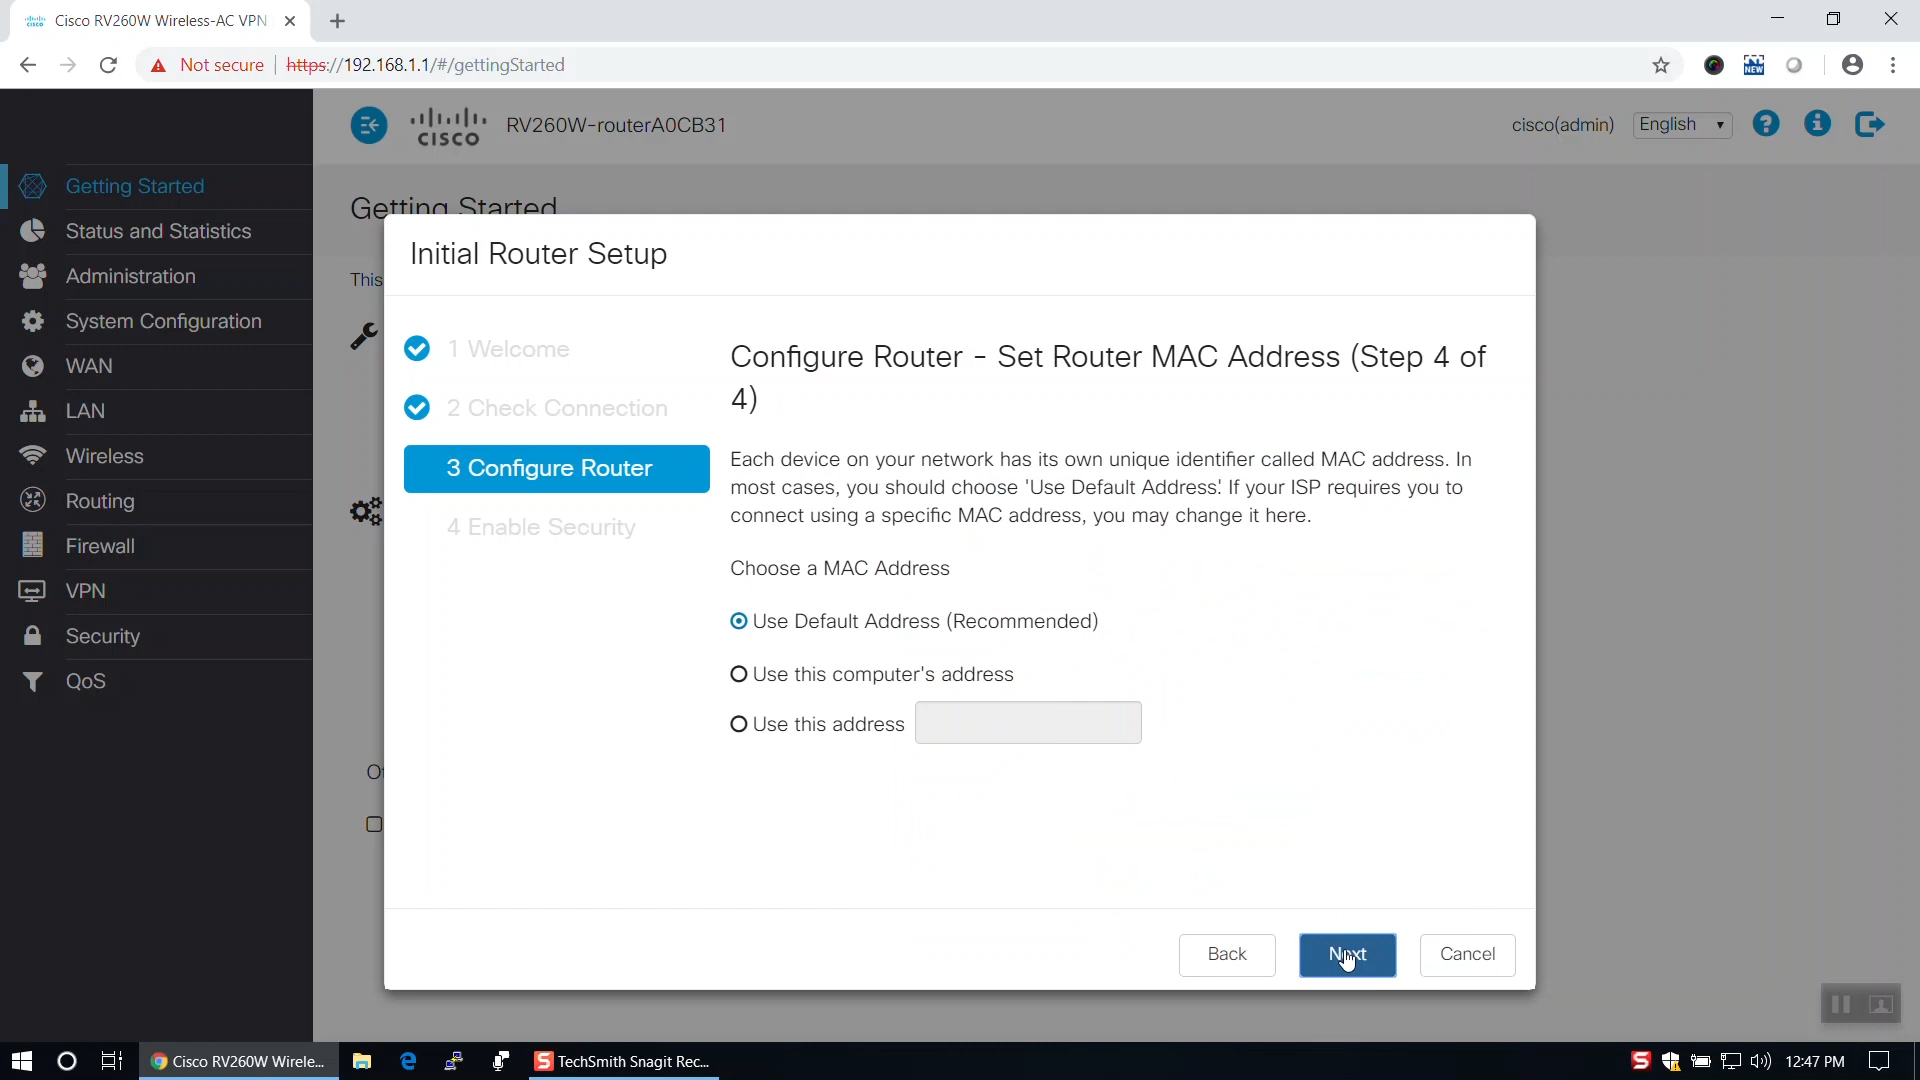 Cisco RV260W Wireless-AC VPN
Not secure
https://192.168.1.1/#/gettingStarted
NEW
CISCO
RV260W-routerA0CB31
cisco(admin)
English
Getting Started
Status and Statistics
Administration
System Configuration
WAN
LAN
Wireless
Routing
Firewall
VPN
Security
QoS
Getting Started
This
Initial Router Setup
1 Welcome
2 Check Connection
3 Configure Router
4 Enable Security
Configure Router - Set Router MAC Address (Step 4 of
4)
Each device on your network has its own unique identifier called MAC address. In
most cases, you should choose 'Use Default Address.' If your ISP requires you to
connect using a specific MAC address, you may change it here.
Choose a MAC Address
Use Default Address (Recommended)
Use this computer's address
Use this address
Back
Next
Cancel
Cisco RV260W Wirele...
TechSmith Snagit Rec...
12:47 PM